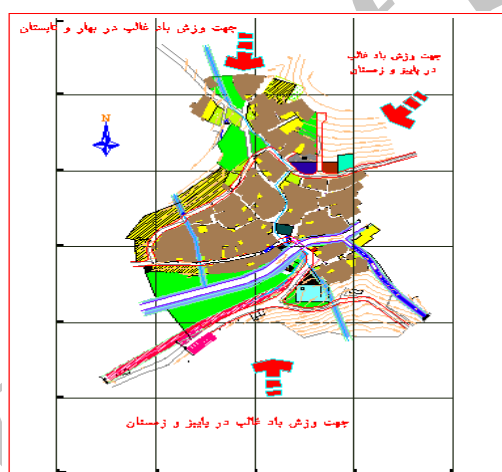 جهت وزش باد غالب در بهار و تابستان
جهت وزش باد غالب
در پاییز و زمستان
N
جهت وزش باد غالب در پاییز و زمستان